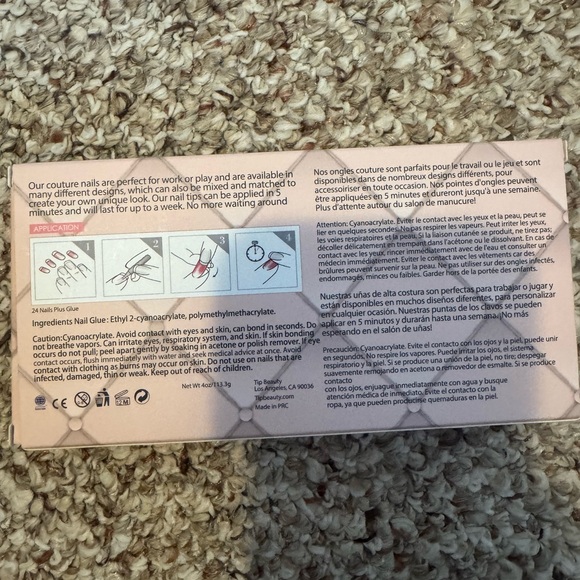 Our couture nails are perfect for work or play and are available in
many different designs, which can also be mixed and matched to
create your own unique look. Our nail tips can be applied in 5
minutes and will last for up to a week. No more waiting around
APPLICATION
1 2 3 4
24 Nails Plus Glue
Ingredients Nail Glue: Ethyl 2-cyanoacrylate, polymethylmethacrylate.
Caution:Cyanoacrylate. Avoid contact with eyes and skin, can bond in seconds. Do
not breathe vapors. Can irritate eyes, respiratory system, and skin. If skin bonding
occurs do not pull; peel apart gently by soaking in acetone or polish remover. If eye
contact occurs, flush immediately with water and seek medical advice at once. Avoid
contact with clothing as burns may occur on skin. Do not use on nails that are
infected, damaged, thin or weak. Keep out of reach of children.
Net Wt 4oz/113.3g
Tip Beauty
Los Angeles, CA 90036
Tipbeauty.com
Made in PRC
CE
Nos ongles couture sont parfaits pour le travail ou le jeu et sont
disponibles dans de nombreux designs différents, pour
accessoiriser en toute occasion. Nos pointes d'ongles peuvent
être appliquées en 5 minutes et dureront jusqu'à une semaine.
Plus d'attente autour du salon de manucure!
Attention: Cyanoacrylate. Éviter le contact avec les yeux et la peau, peut se
lier en quelques secondes. No pas respirer les vapeurs. Peut irriter les yeux,
les voies respiratoires et la peau. Si la liaison cutanée se produit, ne tirez pas;
décoller délicatement en trempant dans l'acétone ou le dissolvant. En cas de
contact avec les yeux, rincer immédiatement avec de l'eau et consulter un
médecin immédiatement. Éviter le contact avec les vêtements car des
brûlures peuvent survenir sur la peau. Ne pas utiliser sur des ongles infectés,
endommagés, minces ou faibles. Garder hors de la portée des enfants.
Nuestras uñas de alta costura son perfectas para trabajar o jugar y
están disponibles en muchos diseños diferentes, para personalizar
en cualquier ocasión. Nuestras puntas de los clavos se pueden
aplicar en 5 minutos y durarán hasta una semana. ¡No más
esperando en el salón de uñas!
Precaución: Cyanoacrylate. Evite el contacto con los ojos y la piel, puede unir
en segundos. No respire los vapores. Puede irritar los ojos, el sistema
respiratorio y la piel. Si se produce una unión de la piel, no tire; despegar
suavemente remojando en acetona o removedor de esmalte. Si se produce
contacto
con los ojos, enjuague inmediatamente con agua y busque
atención médica de inmediato. Evite el contacto con la
ropa, ya que pueden producirse quemaduras en la piel.